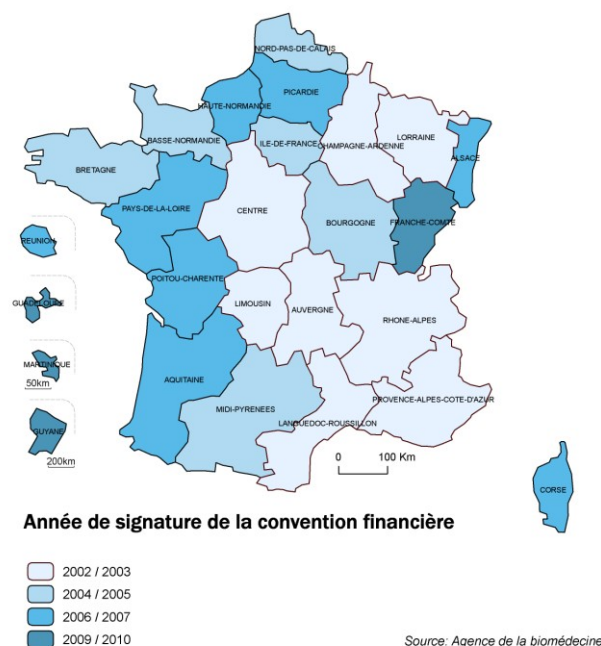 NORD-PAS-DE-CALAIS
HAUTE-NORMANDIE
PICARDIE
BASSE-NORMANDIE
ILE-DE-FRANCE
CHAMPAGNE-ARDENNE
LORRAINE
ALSACE
BRETAGNE
PAYS-DE-LA-LOIRE
CENTRE
BOURGOGNE
FRANCHE-COMTE
REUNION
POITOU-CHARENTE
GUADELOUPE
LIMOUSIN
AUVERGNE
RHONE-ALPES
MARTINIQUE
50km
AQUITAINE
MIDI-PYRENEES
PROVENCE-ALPES-COTE-D'AZUR
LANGUEDOC-ROUSSILLON
GUYANE
200km
0 100 Km
CORSE
Année de signature de la convention financière
2002 / 2003
2004 / 2005
2006 / 2007
2009 / 2010
Source: Agence de la biomédecine